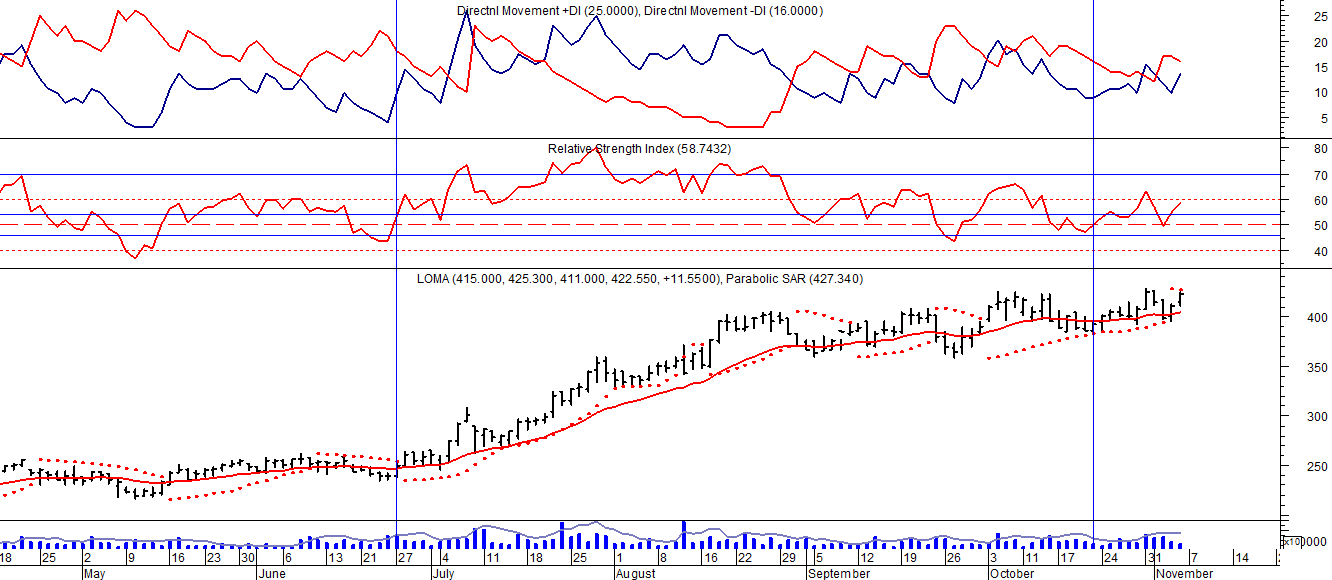 Directnl Movement +DI (25.0000), Directnl Movement -DI (16.0000)
25
20
15
10
5
Relative Strength Index (58.7432)
80
70
60
50
40
LOMA (415.000, 425.300, 411.000, 422.550, +11.5500), Parabolic SAR (427.340)
400
350
300
250
x10 0000
18 25 2 9 16 23 30 6 13 21 27 4 11 18 25 1 8 16 22 29 5 12 19 26 3 11 17 24 31 7 14
May June July August September October November